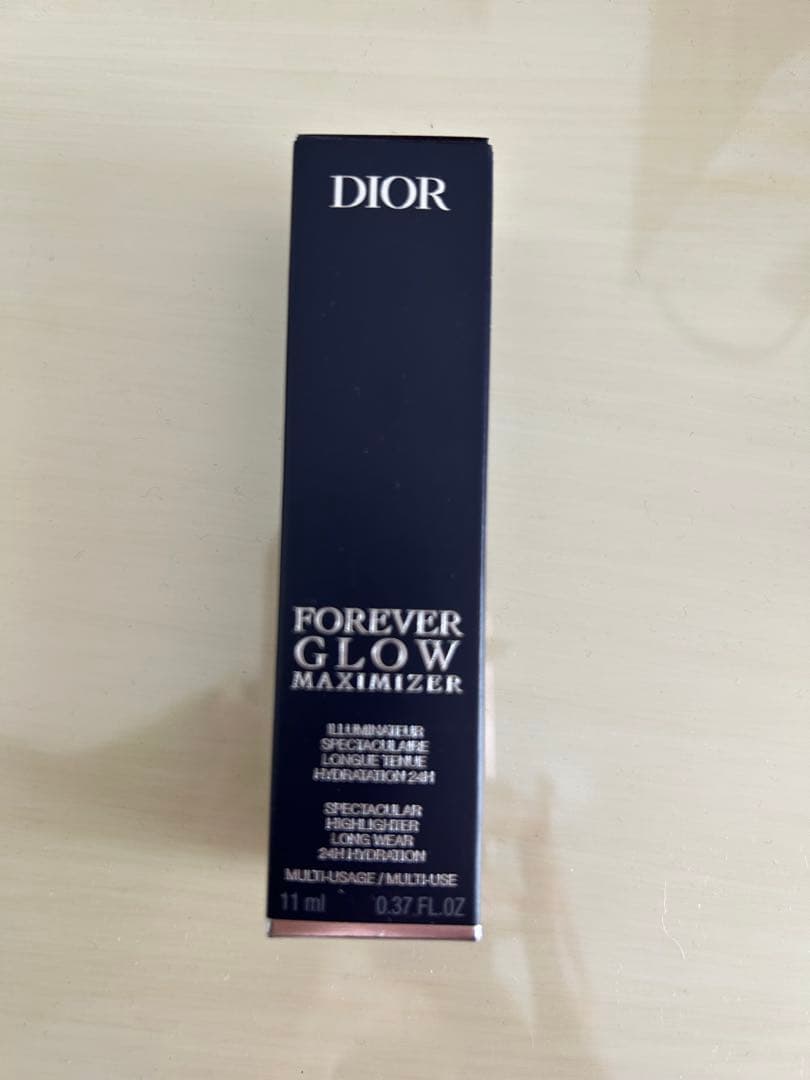 DIOR
FOREVER
GLOW
MAXIMIZER
ILLUMINATEUR
SPECTACULAIRE
LONGUE TENUE
HYDRATATION 24H
SPECTACULAR
HIGHLIGHTER
LONG WEAR
24H HYDRATION
MULTI-USAGE / MULTI-USE
11 ml 0.37 FL.OZ